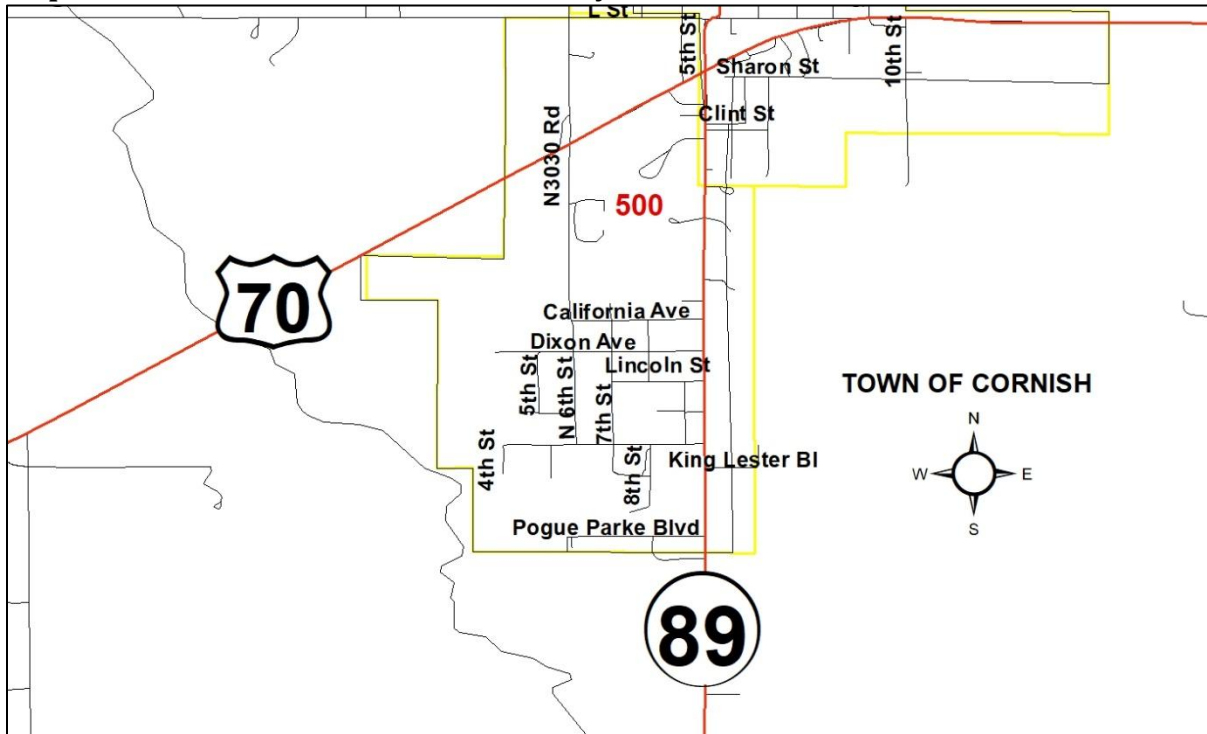 L St
5th St
10th St
Sharon St
Clint St
N3030 Rd
500
70
California Ave
Dixon Ave
Lincoln St
5th St
N 6th St
7th St
TOWN OF CORNISH
N
W
E
S
4th St
8th St
King Lester Bl
Pogue Parke Blvd
89